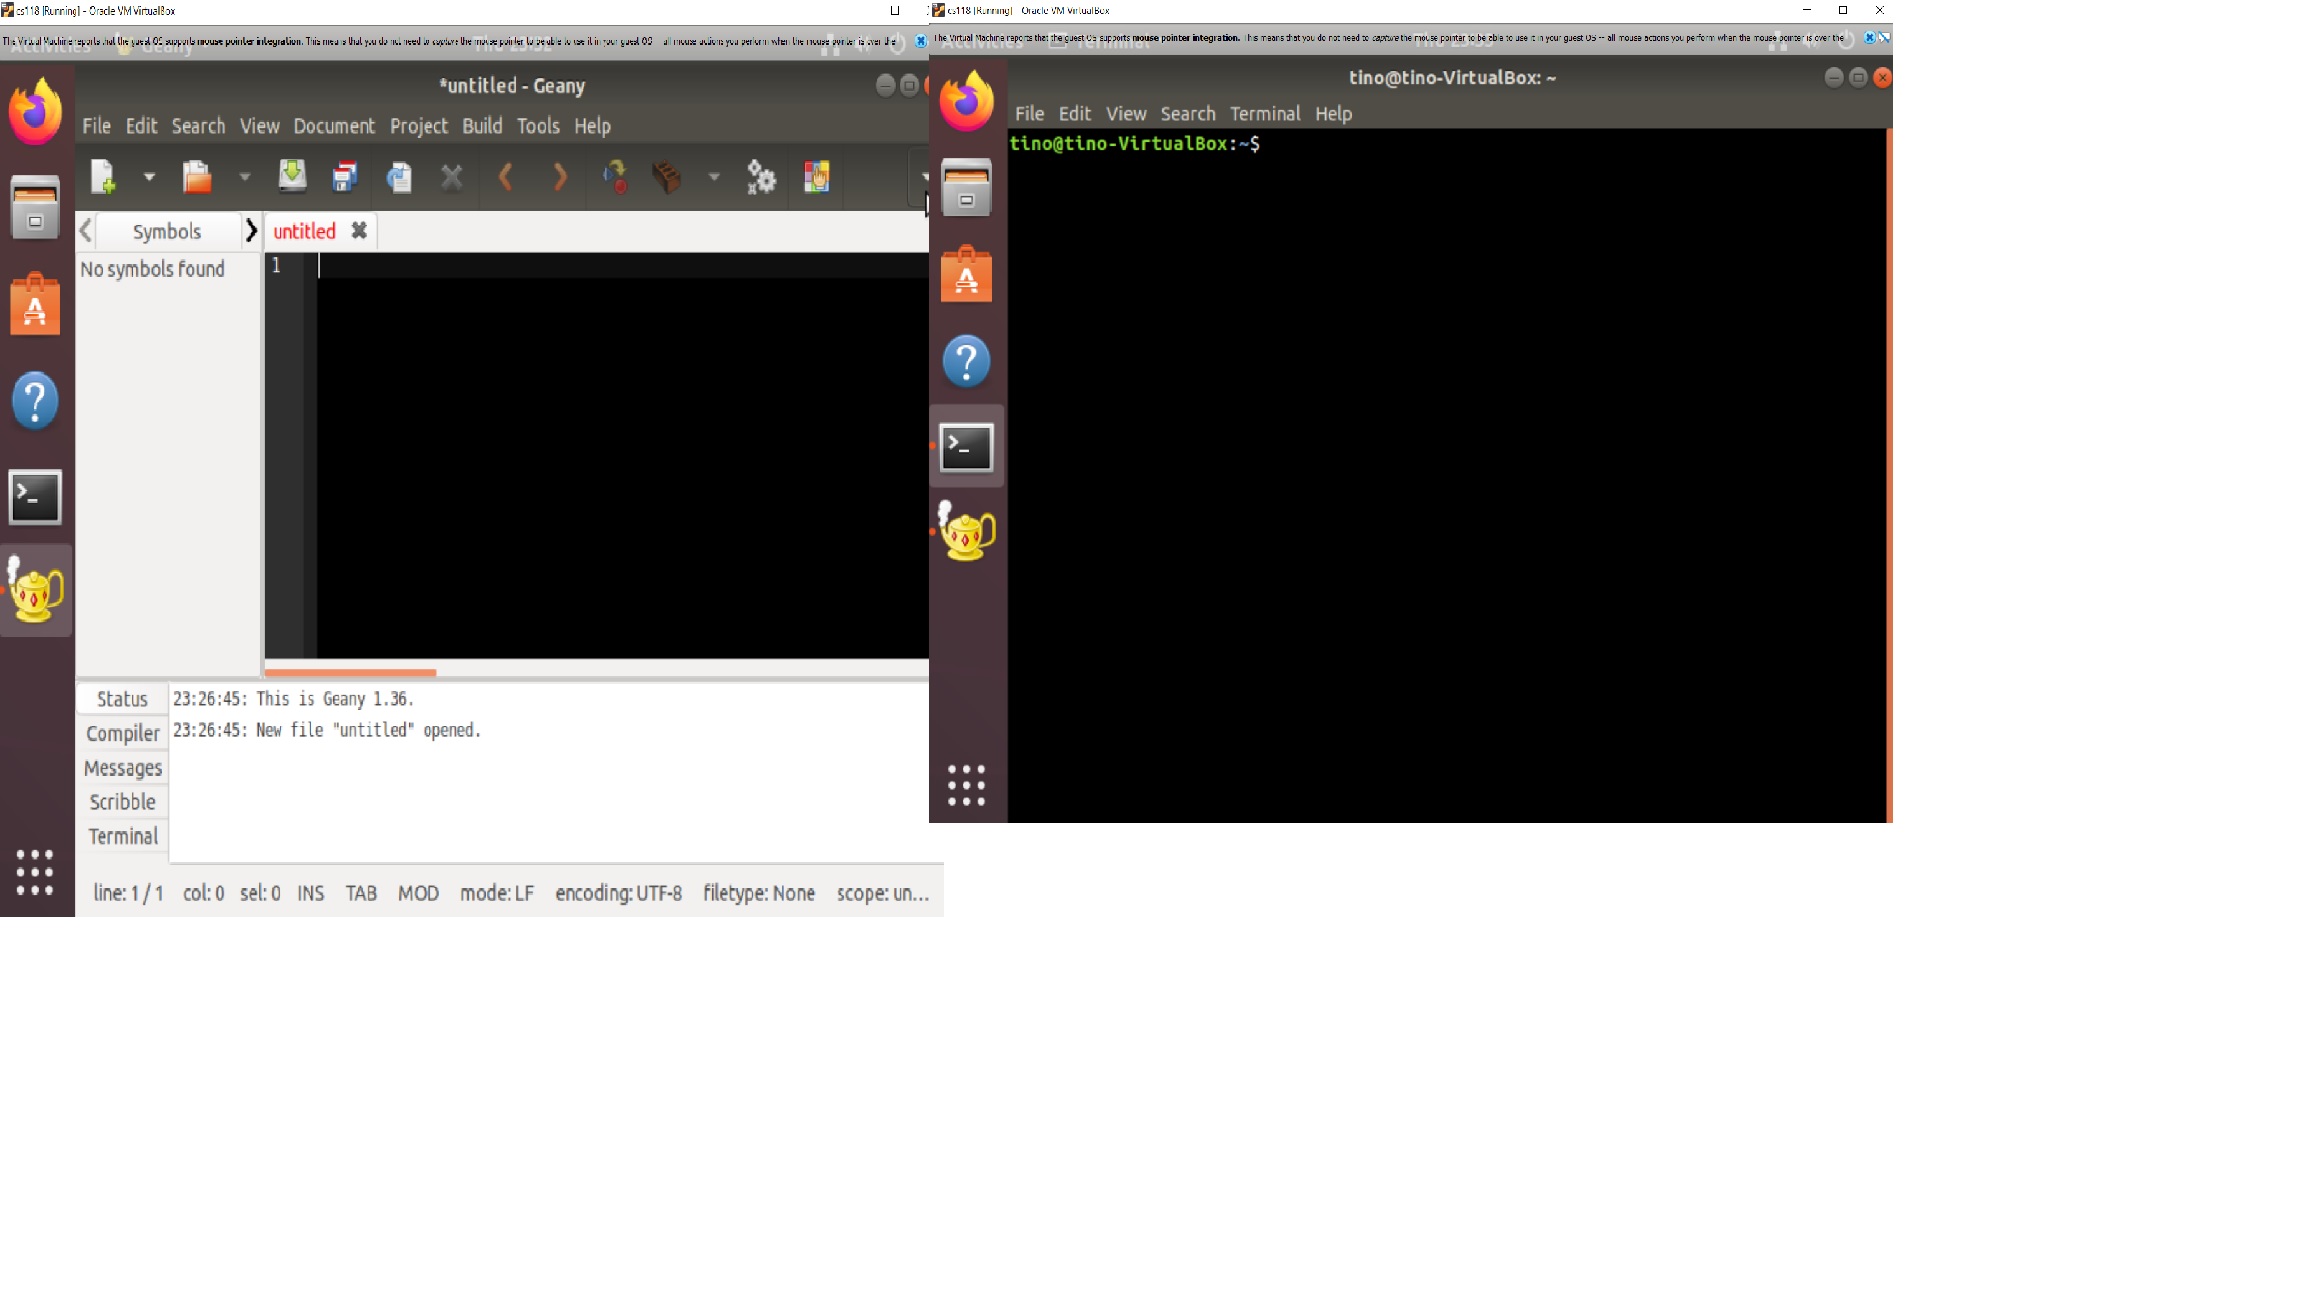 cs118 [Running] - Oracle VM VirtualBox
The Virtual Machine reports that the guest OS supports mouse pointer integration. This means that you do not need to capture the mouse pointer to be able to use it in your guest OS -- all mouse actions you perform when the mouse pointer is over the
Activities Geany Thu 23:32
*untitled - Geany
File Edit Search View Document Project Build Tools Help
Symbols untitled
No symbols found 1
Status 23:26:45: This is Geany 1.36.
Compiler 23:26:45: New file "untitled" opened.
Messages
Scribble
Terminal
line: 1 / 1 col: 0 sel: 0 INS TAB MOD mode: LF encoding: UTF-8 filetype: None scope: un...
cs118 [Running] - Oracle VM VirtualBox
The Virtual Machine reports that the guest OS supports mouse pointer integration. This means that you do not need to capture the mouse pointer to be able to use it in your guest OS -- all mouse actions you perform when the mouse pointer is over the
Activities Terminal Thu
tino@tino-VirtualBox: ~
File Edit View Search Terminal Help
tino@tino-VirtualBox:~$